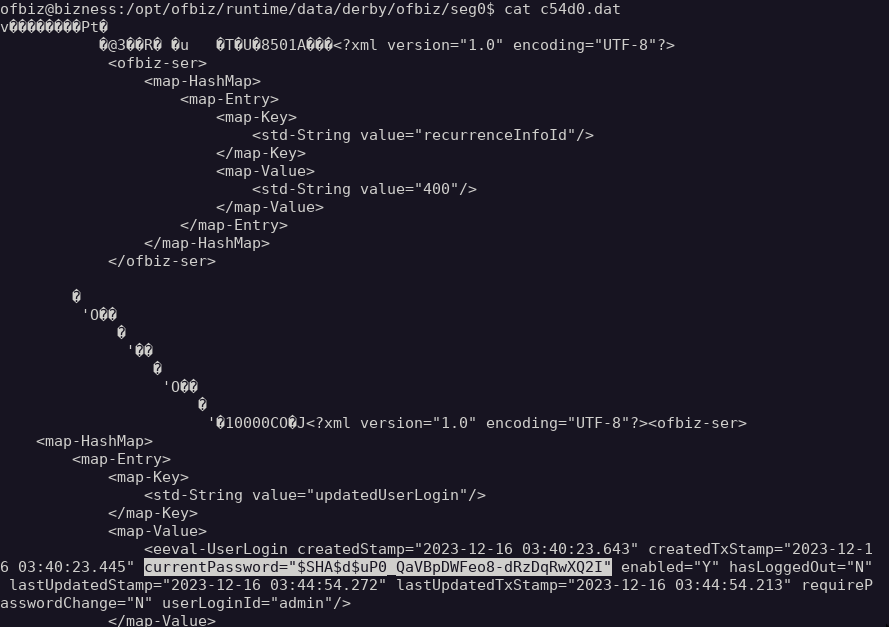 ofbiz@bizness:/opt/ofbiz/runtime/data/derby/ofbiz/seg0$ cat c54d0.dat
v����������Pt�
�@3��R� �u �T�U�8501A���<?xml version="1.0" encoding="UTF-8"?>
<ofbiz-ser>
<map-HashMap>
<map-Entry>
<map-Key>
<std-String value="recurrenceInfoId"/>
</map-Key>
<map-Value>
<std-String value="400"/>
</map-Value>
</map-Entry>
</map-HashMap>
</ofbiz-ser>
�
'O��
�
'��
�
'O��
�
'�10000CO�J<?xml version="1.0" encoding="UTF-8"?><ofbiz-ser>
<map-HashMap>
<map-Entry>
<map-Key>
<std-String value="updatedUserLogin"/>
</map-Key>
<map-Value>
<eeval-UserLogin createdStamp="2023-12-16 03:40:23.643" createdTxStamp="2023-12-1
6 03:40:23.445" currentPassword="$SHA$d$uP0_QaVBpDWFeo8-dRzDqRwXQ2I" enabled="Y" hasLoggedOut="N"
lastUpdatedStamp="2023-12-16 03:44:54.272" lastUpdatedTxStamp="2023-12-16 03:44:54.213" requireP
asswordChange="N" userLoginId="admin"/>
</map-Value>